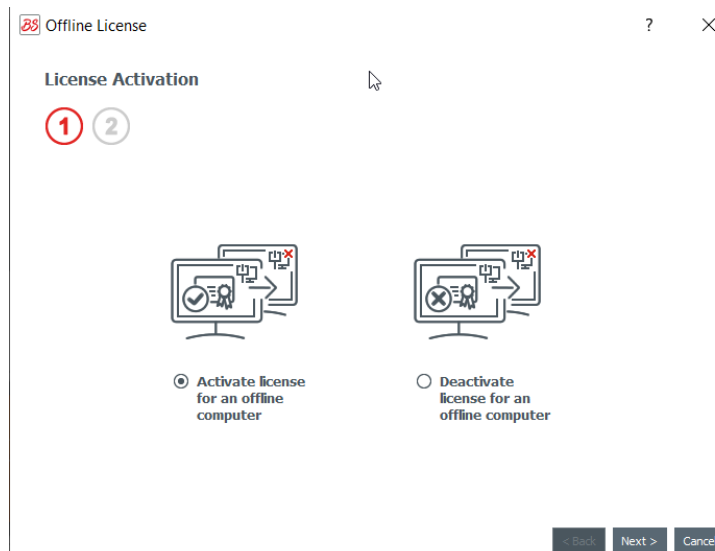 BS Offline License ?
License Activation
1 2
Activate license
for an offline
computer
Deactivate
license for an
offline computer
< Back Next > Cance